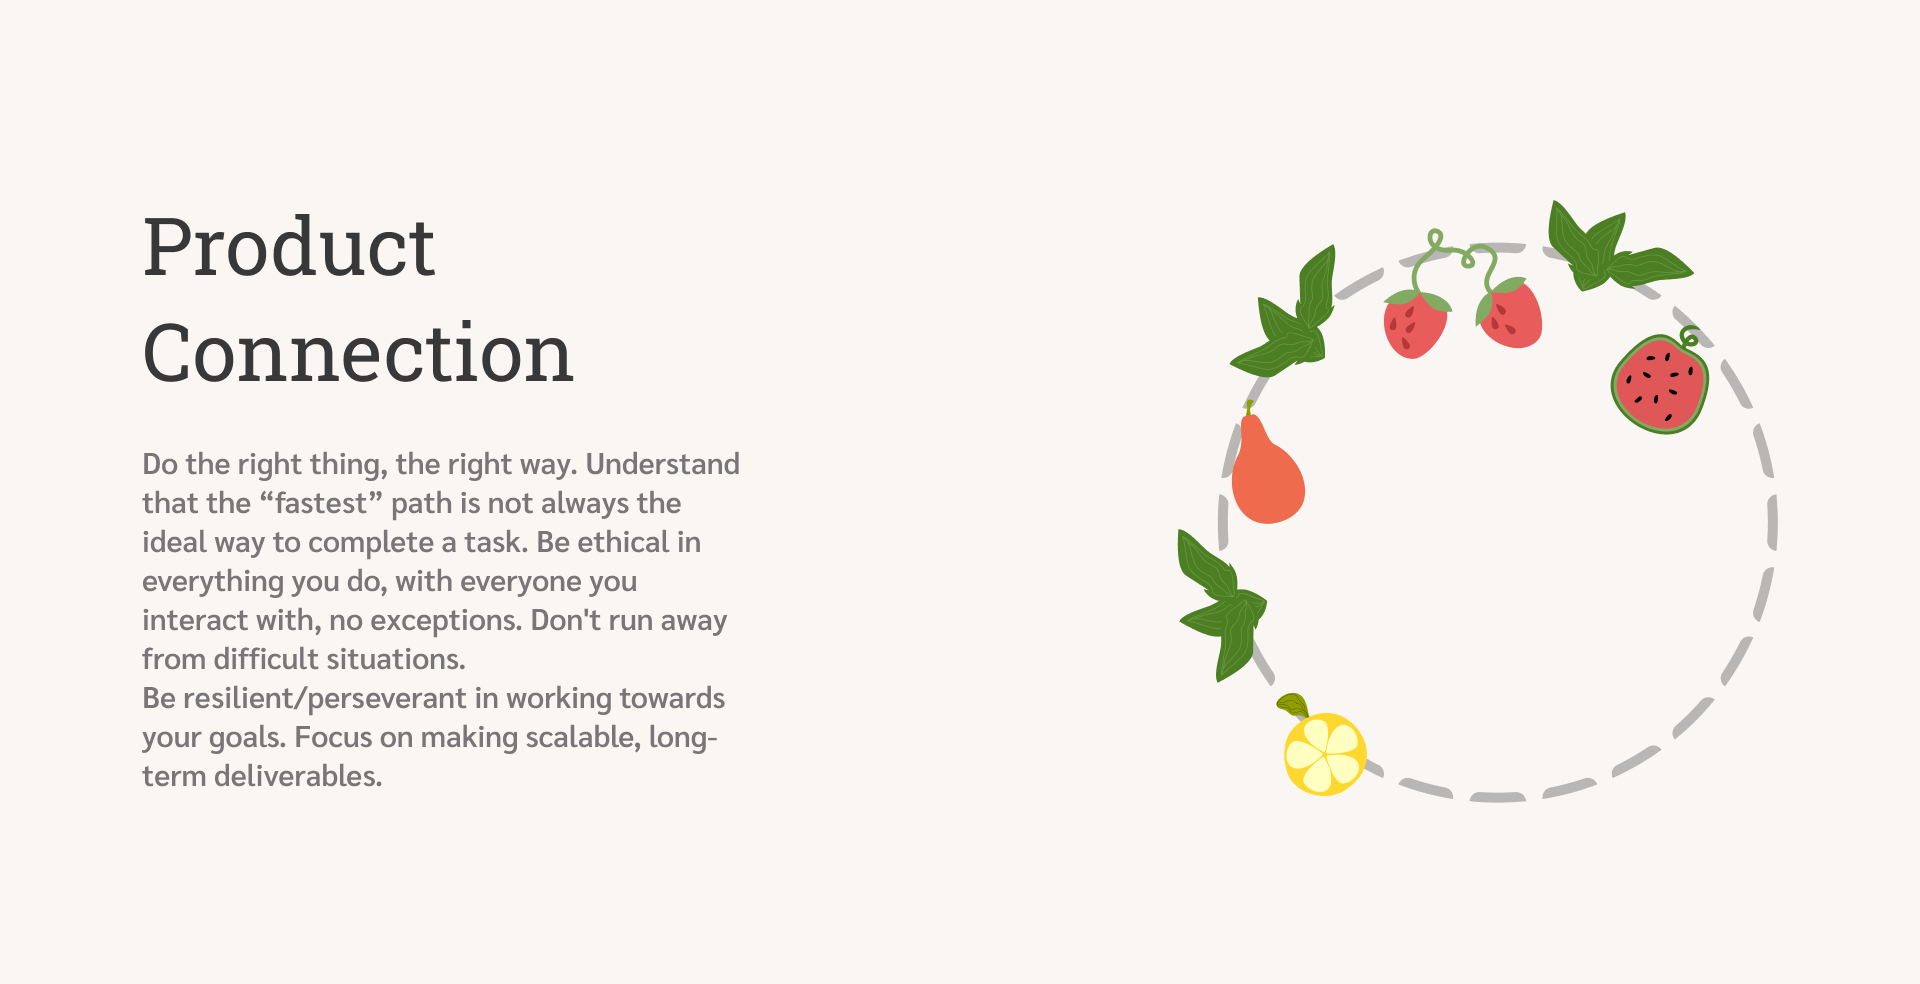 Product
Connection
Do the right thing, the right way. Understand
that the “fastest” path is not always the
ideal way to complete a task. Be ethical in
everything you do, with everyone you
interact with, no exceptions. Don't run away
from difficult situations.
Be resilient/perseverant in working towards
your goals. Focus on making scalable, long-
term deliverables.